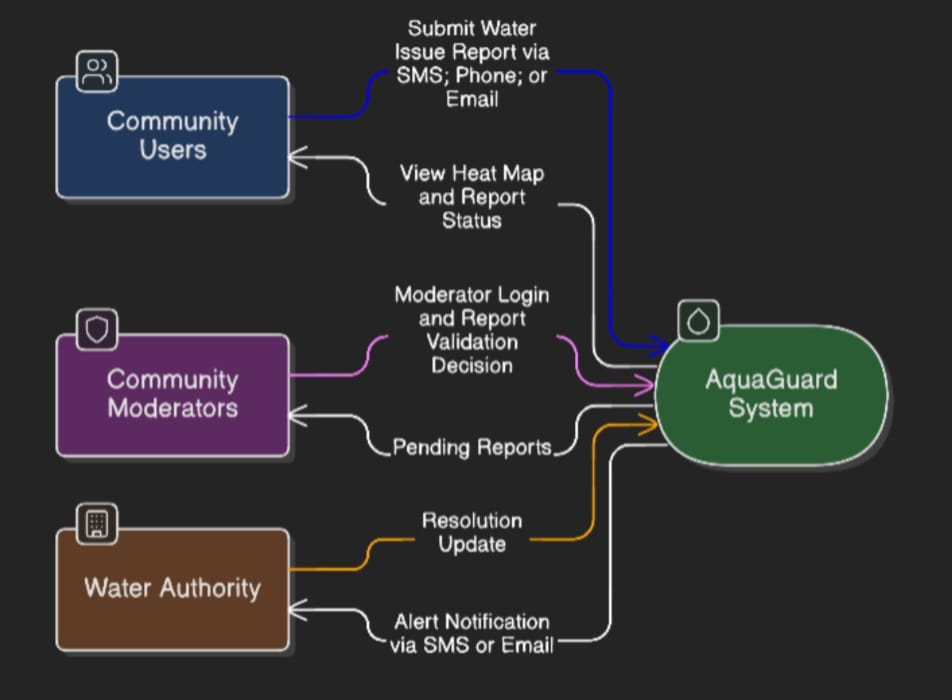 Submit Water
Issue Report via
SMS; Phone; or
Email
Community
Users
View Heat Map
and Report
Status
Moderator Login
and Report
Validation
Decision
Community
Moderators
AquaGuard
System
Pending Reports
Resolution
Update
Water Authority
Alert Notification
via SMS or Email